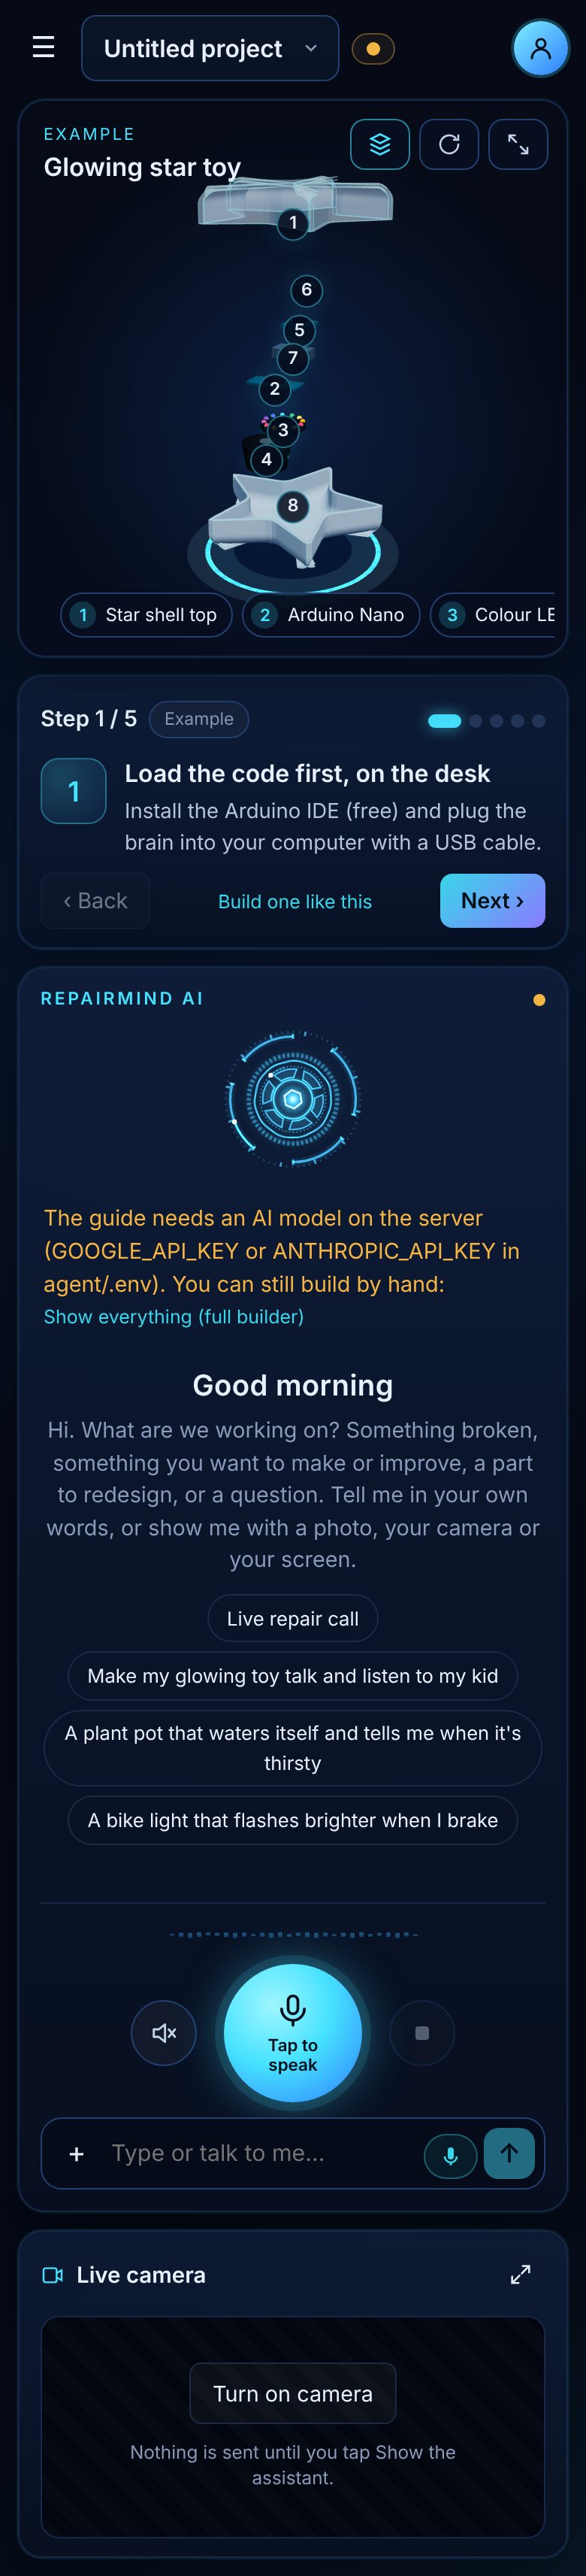 Untitled project
EXAMPLE
Glowing star toy
1
6
5
7
2
3
4
8
1 Star shell top
2 Arduino Nano
3 Colour LE
Step 1 / 5
Example
1
Load the code first, on the desk
Install the Arduino IDE (free) and plug the
brain into your computer with a USB cable.
‹ Back
Build one like this
Next ›
REPAIRMIND AI
The guide needs an AI model on the server
(GOOGLE_API_KEY or ANTHROPIC_API_KEY in
agent/.env). You can still build by hand:
Show everything (full builder)
Good morning
Hi. What are we working on? Something broken,
something you want to make or improve, a part
to redesign, or a question. Tell me in your own
words, or show me with a photo, your camera or
your screen.
Live repair call
Make my glowing toy talk and listen to my kid
A plant pot that waters itself and tells me when it's
thirsty
A bike light that flashes brighter when I brake
Tap to
speak
+ Type or talk to me...
Live camera
Turn on camera
Nothing is sent until you tap Show the
assistant.